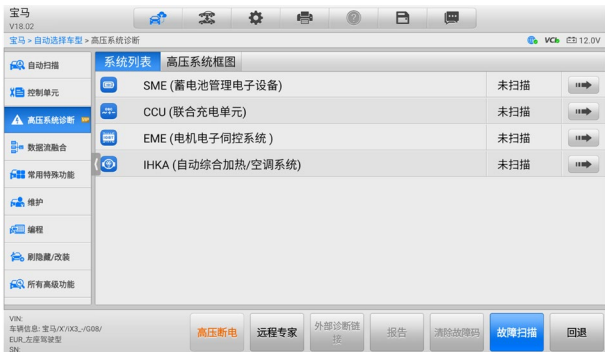 宝马
V18.02
宝马 > 自动选择车型 > 高压系统诊断
VCI 12.0V
自动扫描
控制单元
高压系统诊断
数据流融合
常用特殊功能
维护
编程
刷隐藏/改装
所有高级功能
系统列表 高压系统框图
SME (蓄电池管理电子设备) 未扫描
CCU (联合充电单元) 未扫描
EME (电机电子伺控系统 ) 未扫描
IHKA (自动综合加热/空调系统) 未扫描
VIN:
车辆信息: 宝马/X'/iX3_-/G08/
EUR_左座驾驶型
SN:
高压断电
远程专家
外部诊断链接
报告
清除故障码
故障扫描
回退